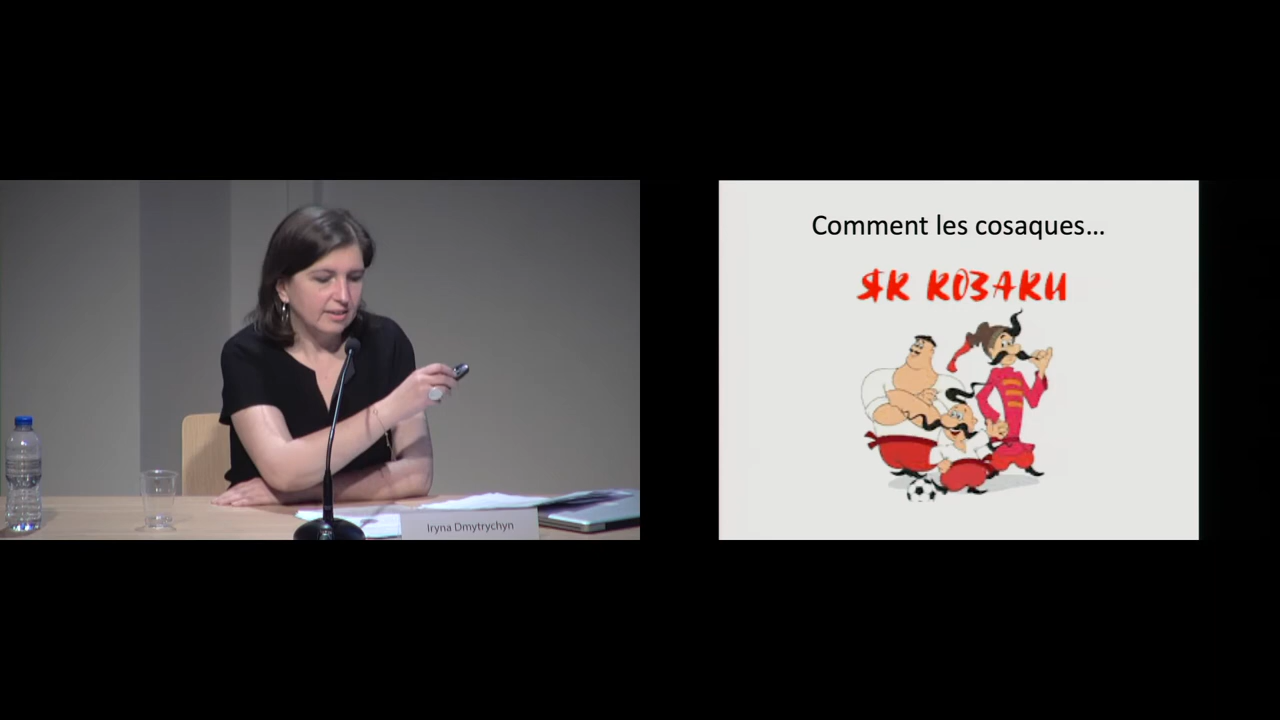 Comment les cosaques...
ЯК КОЗАКИ
Iryna Dmytrychyn